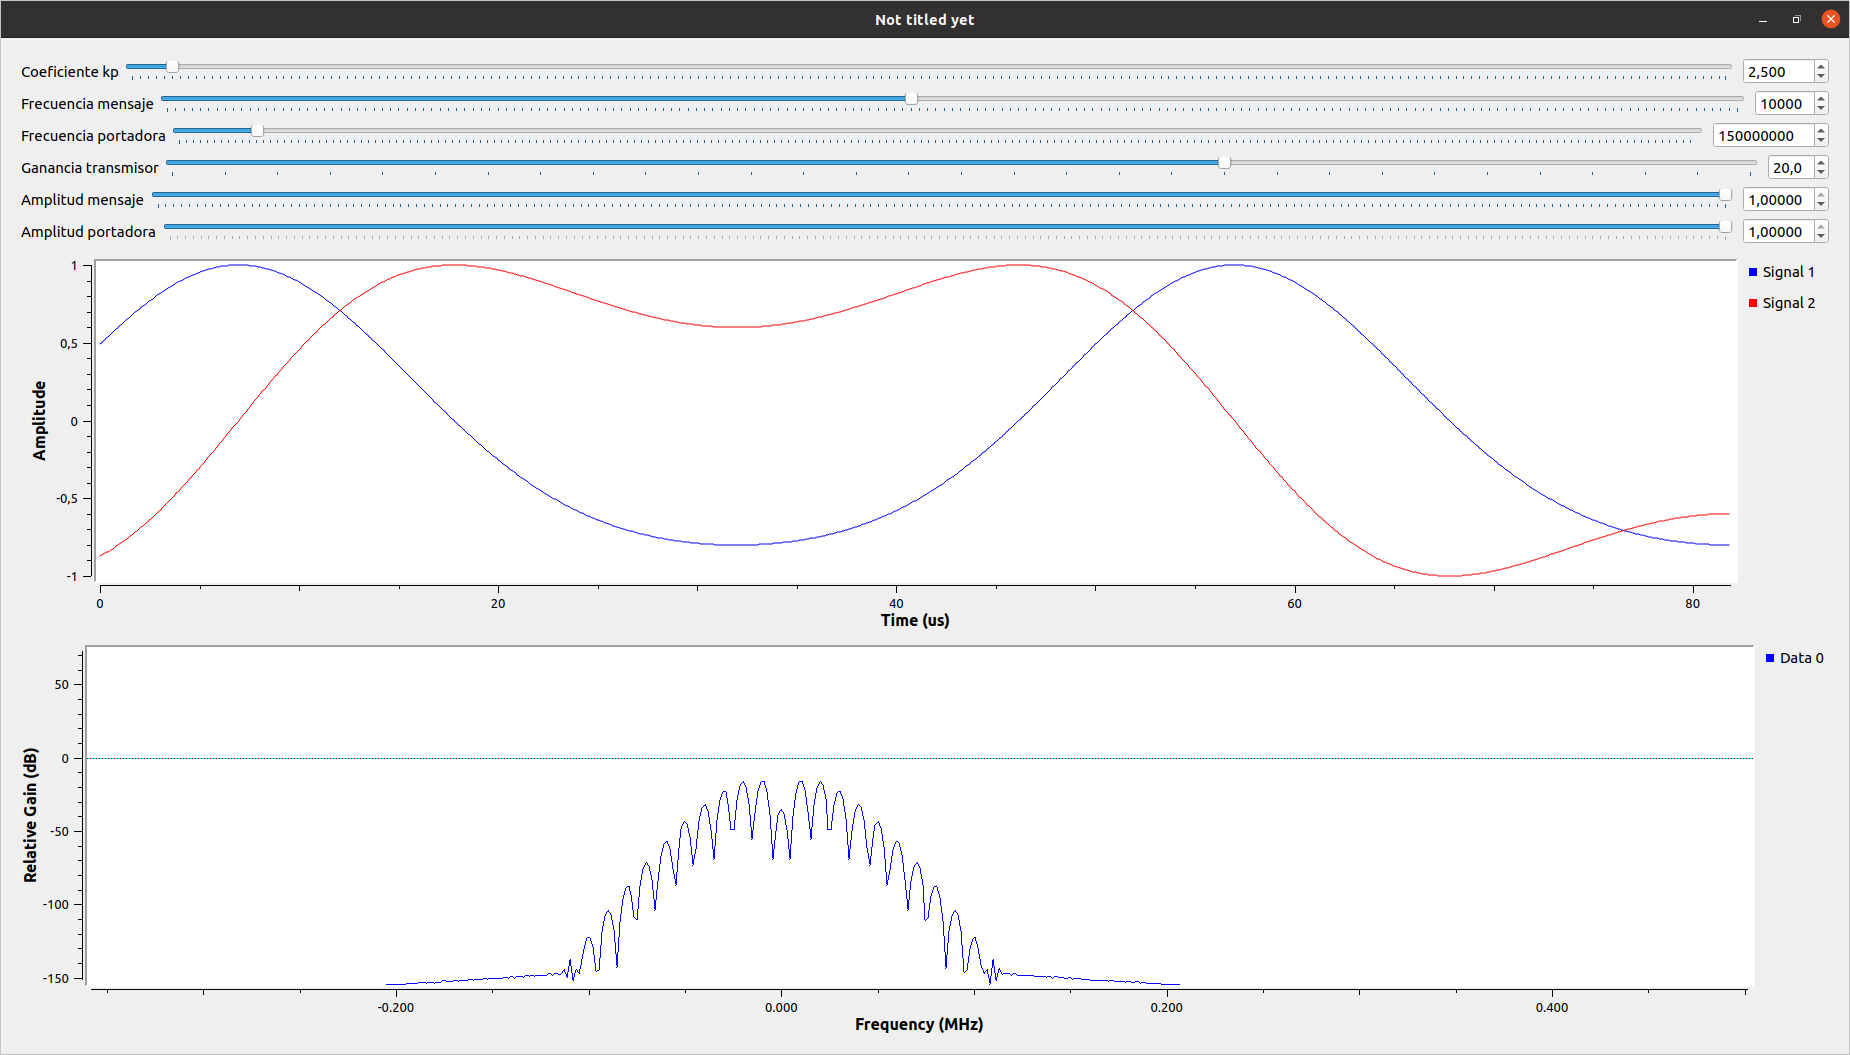 Not titled yet
Coeficiente kp 2,500
Frecuencia mensaje 10000
Frecuencia portadora 150000000
Ganancia transmisor 20,0
Amplitud mensaje 1,00000
Amplitud portadora 1,00000
1
0,5
0
-0,5
-1
Amplitude
0 20 40 60 80
Time (us)
Signal 1
Signal 2
50
0
-50
-100
-150
Relative Gain (dB)
-0.200 0.000 0.200 0.400
Frequency (MHz)
Data 0